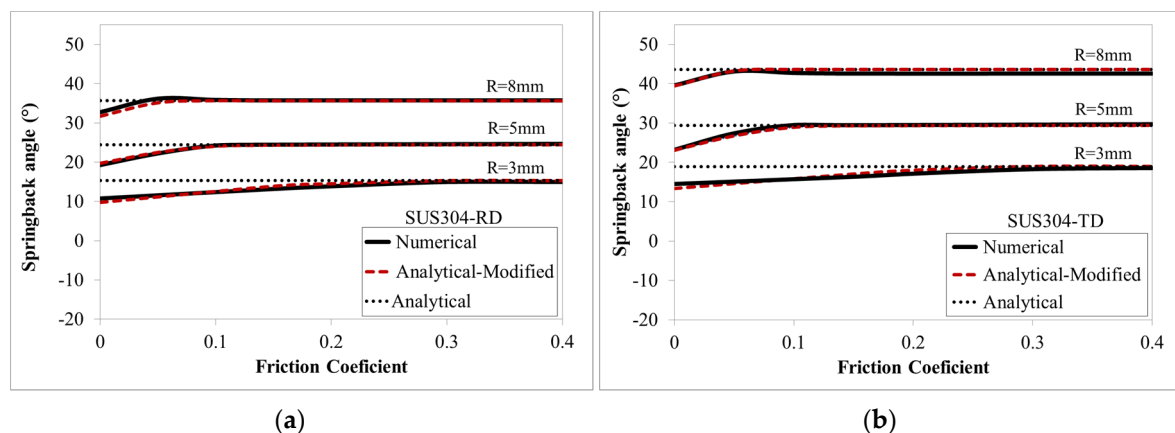 50
40
30
20
10
0
-10
-20
Springback angle (°)
R=8mm
R=5mm
R=3mm
SUS304-RD
Numerical
Analytical-Modified
Analytical
0 0.1 0.2 0.3 0.4
Friction Coeficient
(a)
50
40
30
20
10
0
-10
-20
Springback angle (°)
R=8mm
R=5mm
R=3mm
SUS304-TD
Numerical
Analytical-Modified
Analytical
0 0.1 0.2 0.3 0.4
Friction Coeficient
(b)